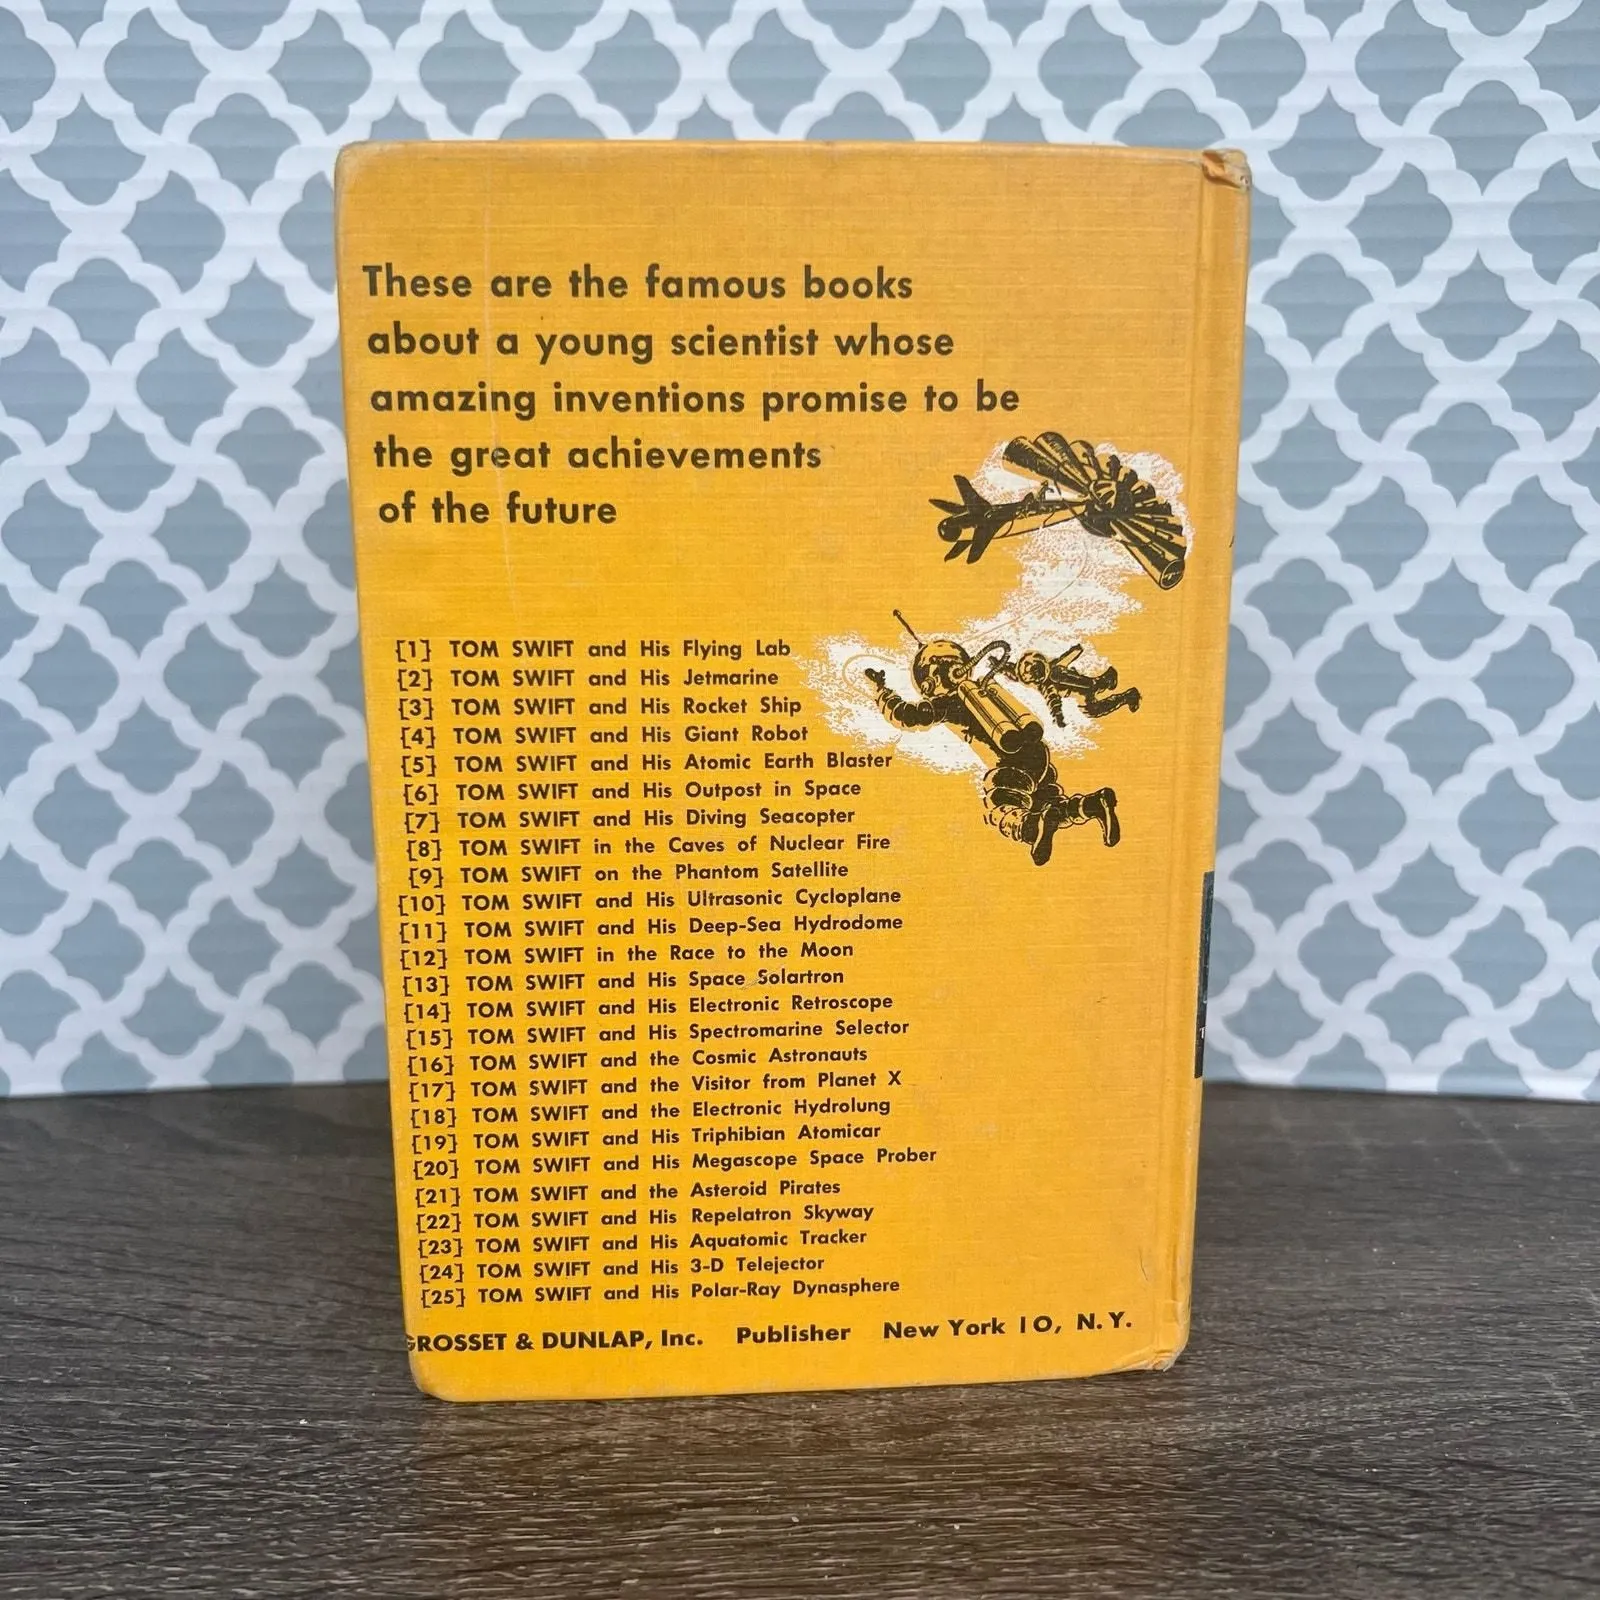 These are the famous books
about a young scientist whose
amazing inventions promise to be
the great achievements
of the future
{1} TOM SWIFT and His Flying Lab
{2} TOM SWIFT and His Jetmarine
{3} TOM SWIFT and His Rocket Ship
{4} TOM SWIFT and His Giant Robot
{5} TOM SWIFT and His Atomic Earth Blaster
{6} TOM SWIFT and His Outpost in Space
{7} TOM SWIFT and His Diving Seacopter
{8} TOM SWIFT in the Caves of Nuclear Fire
{9} TOM SWIFT on the Phantom Satellite
{10} TOM SWIFT and His Ultrasonic Cycloplane
{11} TOM SWIFT and His Deep-Sea Hydrodome
{12} TOM SWIFT in the Race to the Moon
{13} TOM SWIFT and His Space Solartron
{14} TOM SWIFT and His Electronic Retroscope
{15} TOM SWIFT and His Spectromarine Selector
{16} TOM SWIFT and the Cosmic Astronauts
{17} TOM SWIFT and the Visitor from Planet X
{18} TOM SWIFT and the Electronic Hydrolung
{19} TOM SWIFT and His Triphibian Atomicar
{20} TOM SWIFT and His Megascope Space Prober
{21} TOM SWIFT and the Asteroid Pirates
{22} TOM SWIFT and His Repelatron Skyway
{23} TOM SWIFT and His Aquatomic Tracker
{24} TOM SWIFT and His 3-D Telejector
{25} TOM SWIFT and His Polar-Ray Dynasphere
GROSSET & DUNLAP, Inc. Publisher New York 10, N.Y.